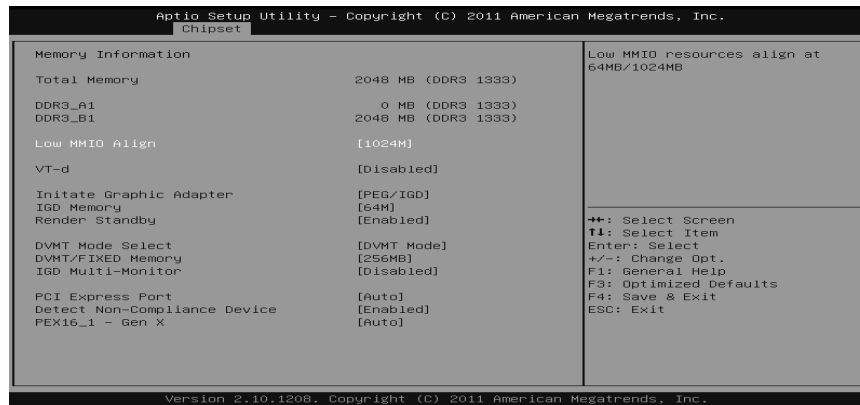 Aptio Setup Utility - Copyright (C) 2011 American Megatrends, Inc.
Chipset
Memory Information
Total Memory 2048 MB (DDR3 1333)
DDR3_A1 0 MB (DDR3 1333)
DDR3_B1 2048 MB (DDR3 1333)
Low MMIO Align [1024M]
VT-d [Disabled]
Initate Graphic Adapter [PEG/IGD]
IGD Memory [64M]
Render Standby [Enabled]
DVMT Mode Select [DVMT Mode]
DVMT/FIXED Memory [256MB]
IGD Multi-Monitor [Disabled]
PCI Express Port [Auto]
Detect Non-Compliance Device [Enabled]
PEX16_1 - Gen X [Auto]
Low MMIO resources align at
64MB/1024MB
→←: Select Screen
↑↓: Select Item
Enter: Select
+/-: Change Opt.
F1: General Help
F3: Optimized Defaults
F4: Save & Exit
ESC: Exit
Version 2.10.1208. Copyright (C) 2011 American Megatrends, Inc.